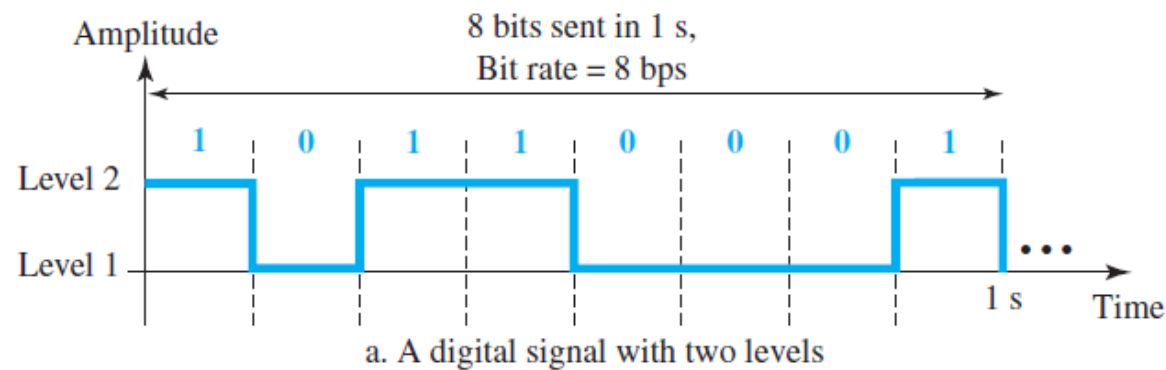 Amplitude
8 bits sent in 1 s,
Bit rate = 8 bps
1 0 1 1 0 0 0 1
Level 2
Level 1
•••
1 s
Time
a. A digital signal with two levels